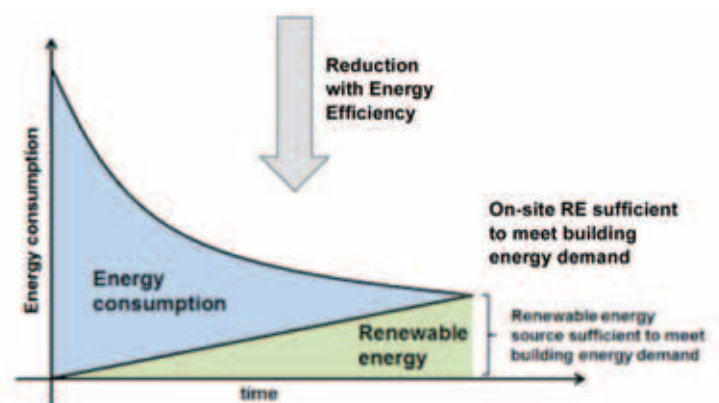 Reduction
with Energy
Efficiency
Energy consumption
On-site RE sufficient
to meet building
energy demand
Energy
consumption
Renewable
energy
Renewable energy
source sufficient to meet
building energy demand
time